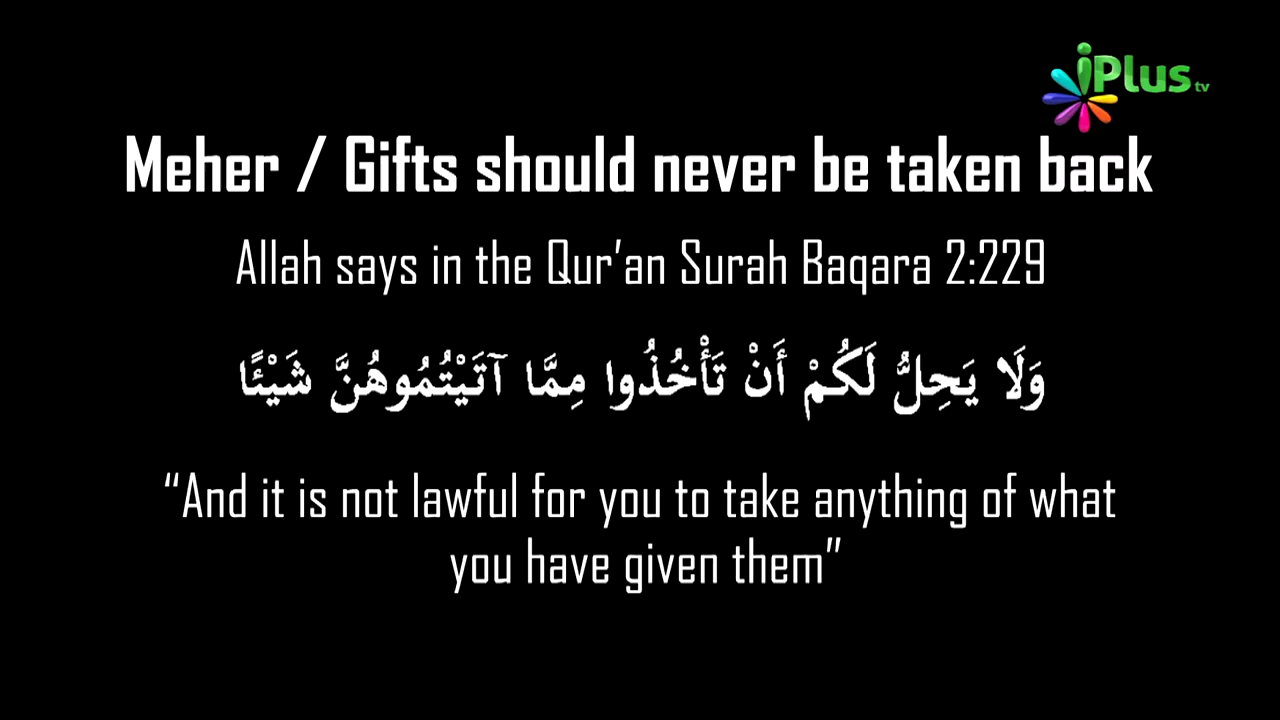 iPlus tv
Meher / Gifts should never be taken back
Allah says in the Qur’an Surah Baqara 2:229
وَلَا يَحِلُّ لَكُمْ أَنْ تَأْخُذُوا مِمَّا آتَيْتُمُوهُنَّ شَيْئًا
“And it is not lawful for you to take anything of what
you have given them”